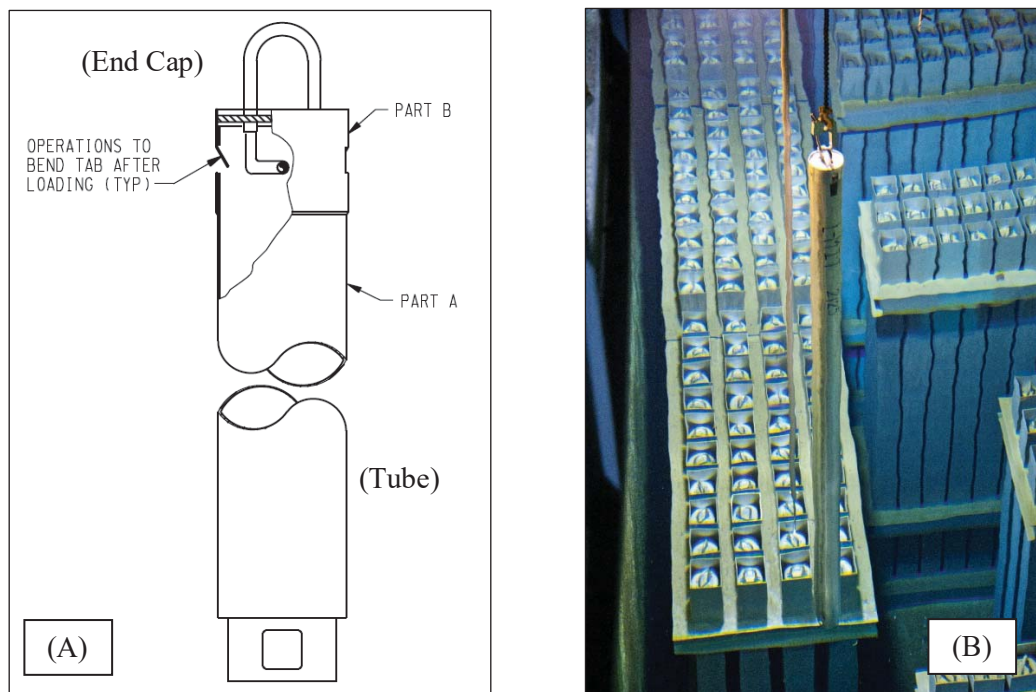 (End Cap)
PART B
OPERATIONS TO
BEND TAB AFTER
LOADING (TYP)
PART A
(Tube)
(A)
(B)